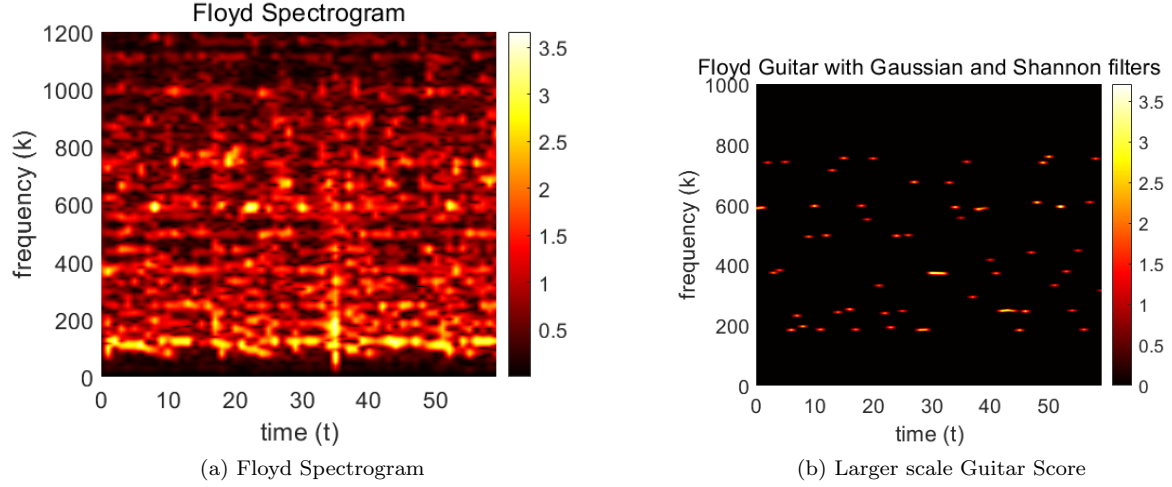 Floyd Spectrogram
1200
1000
800
600
400
200
0
frequency (k)
0 10 20 30 40 50
time (t)
3.5
3
2.5
2
1.5
1
0.5
(a) Floyd Spectrogram
Floyd Guitar with Gaussian and Shannon filters
1000
800
600
400
200
0
frequency (k)
0 10 20 30 40 50
time (t)
3.5
3
2.5
2
1.5
1
0.5
0
(b) Larger scale Guitar Score